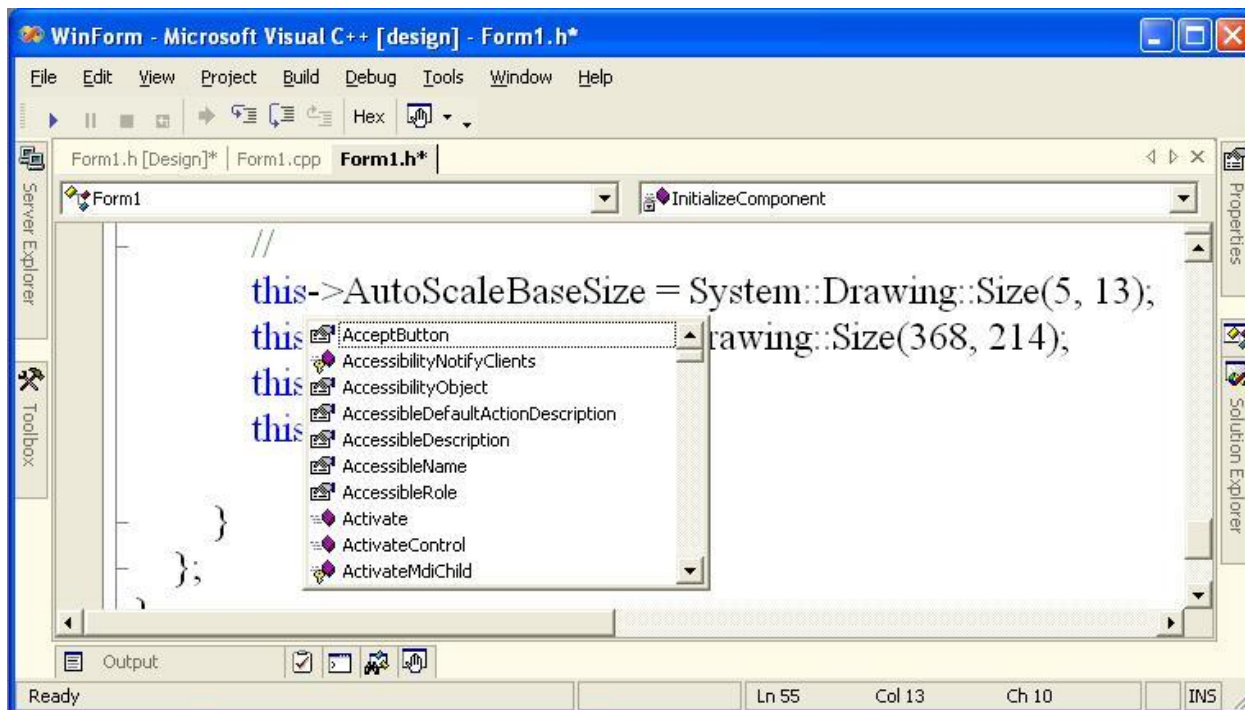 WinForm - Microsoft Visual C++ [design] - Form1.h*
File Edit View Project Build Debug Tools Window Help
Hex
Form1.h [Design]* Form1.cpp Form1.h*
Form1 InitializeComponent
Server Explorer
Toolbox
//
this->AutoScaleBaseSize = System::Drawing::Size(5, 13);
this rawing::Size(368, 214);
this
this
AcceptButton
AccessibilityNotifyClients
AccessibilityObject
AccessibleDefaultActionDescription
AccessibleDescription
AccessibleName
AccessibleRole
Activate
ActivateControl
ActivateMdiChild
}
};
}
Properties
Solution Explorer
Output
Ready Ln 55 Col 13 Ch 10 INS